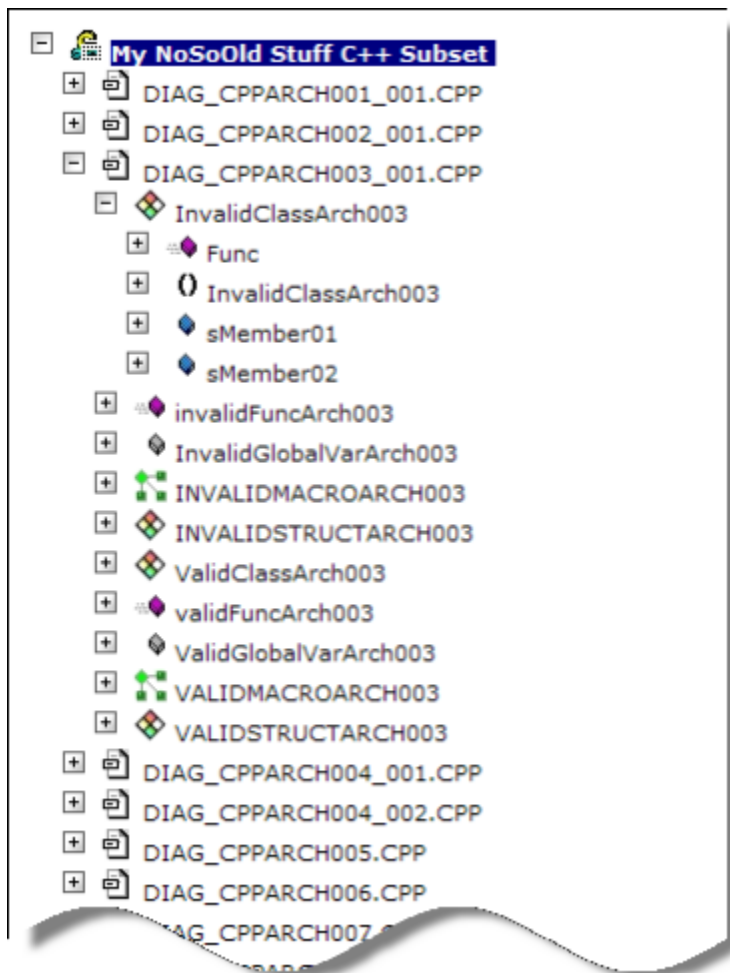 My NoSoOld Stuff C++ Subset
DIAG_CPPARCH001_001.CPP
DIAG_CPPARCH002_001.CPP
DIAG_CPPARCH003_001.CPP
InvalidClassArch003
Func
() InvalidClassArch003
sMember01
sMember02
invalidFuncArch003
InvalidGlobalVarArch003
INVALIDMACROARCH003
INVALIDSTRUCTARCH003
ValidClassArch003
validFuncArch003
ValidGlobalVarArch003
VALIDMACROARCH003
VALIDSTRUCTARCH003
DIAG_CPPARCH004_001.CPP
DIAG_CPPARCH004_002.CPP
DIAG_CPPARCH005.CPP
DIAG_CPPARCH006.CPP
AG_CPPARCH007